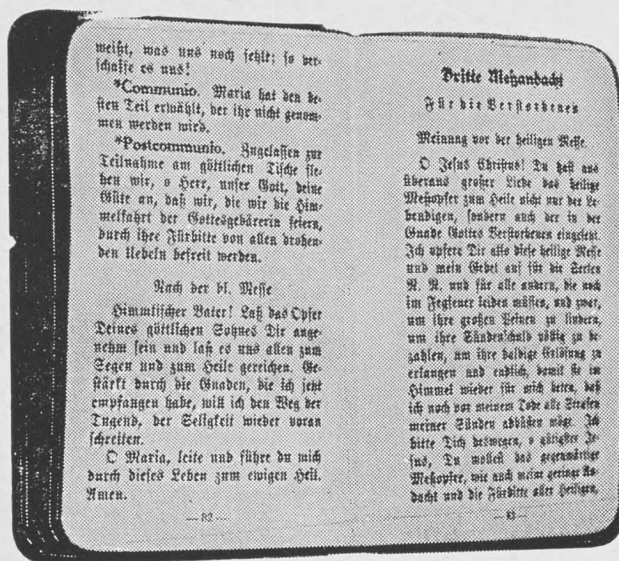 weißt, was uns noch fehlt; so ver-
schaffe es uns!
*Communio. Maria hat den be-
sten Teil erwählt, der ihr nicht genom-
men werden wird.
*Postcommunio. Zugelassen zur
Teilnahme am göttlichen Tische fle-
hen wir, o Herr, unser Gott, deine
Güte an, daß wir, die wir die Him-
melfahrt der Gottesgebärerin feiern,
durch ihre Fürbitte von allen drohen-
den Uebeln befreit werden.
Nach der hl. Messe
Himmlischer Vater! Laß das Opfer
Deines göttlichen Sohnes Dir ange-
nehm sein und laß es uns allen zum
Segen und zum Heile gereichen. Ge-
stärkt durch die Gnaden, die ich jetzt
empfangen habe, will ich den Weg der
Tugend, der Seligkeit wieder voran
schreiten.
O Maria, leite und führe du mich
durch dieses Leben zum ewigen Heil.
Amen.
— 82 —
Dritte Meßandacht
Für die Verstorbenen
Meinung vor der heiligen Messe.
O Jesus Christus! Du hast aus
überaus großer Liebe das heilige
Meßopfer zum Heile nicht nur der Le-
bendigen, sondern auch der in der
Gnade Gottes Verstorbenen eingesetzt.
Ich opfere Dir also diese heilige Messe
und mein Gebet auf für die Seelen
N. N. und für alle andern, die noch
im Fegfeuer leiden müssen, und zwar,
um ihre großen Peinen zu lindern,
um ihre Sündenschuld völlig zu be-
zahlen, um ihre baldige Erlösung zu
erlangen und endlich, damit sie im
Himmel wieder für mich beten, daß
ich noch vor meinem Tode alle Strafen
meiner Sünden abbüßen möge. Ich
bitte Dich deswegen, o gütigster Je-
sus, Du wollest das gegenwärtige
Meßopfer, wie auch meine geringe An-
dacht und die Fürbitte aller Heiligen,
— 83 —